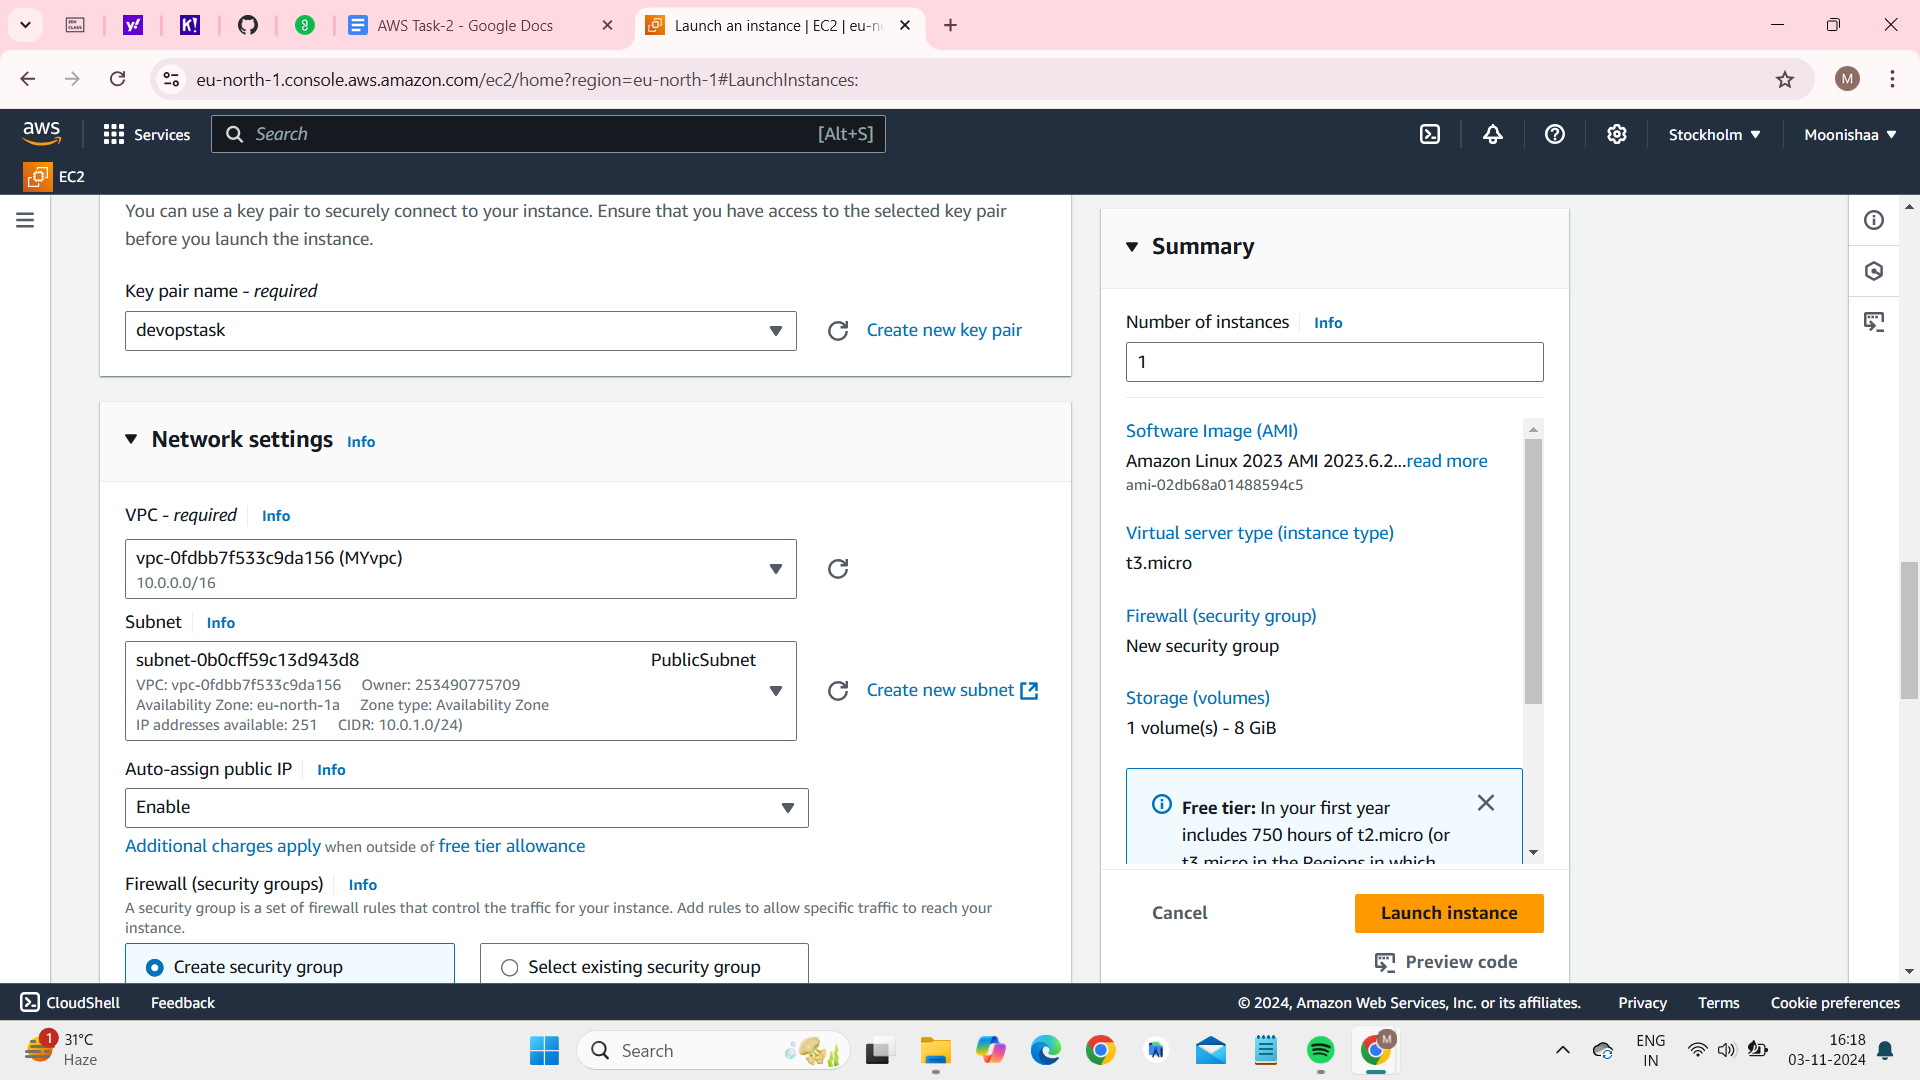 AWS Task-2 - Google Docs
Launch an instance | EC2 | eu-no
eu-north-1.console.aws.amazon.com/ec2/home?region=eu-north-1#LaunchInstances:
M
aws
Services
Search
[Alt+S]
Stockholm
Moonishaa
EC2
You can use a key pair to securely connect to your instance. Ensure that you have access to the selected key pair
before you launch the instance.
Key pair name - required
devopstask
Create new key pair
Network settings Info
VPC - required Info
vpc-0fdbb7f533c9da156 (MYvpc)
10.0.0.0/16
Subnet Info
subnet-0b0cff59c13d943d8 PublicSubnet
VPC: vpc-0fdbb7f533c9da156 Owner: 253490775709
Availability Zone: eu-north-1a Zone type: Availability Zone
IP addresses available: 251 CIDR: 10.0.1.0/24)
Create new subnet
Auto-assign public IP Info
Enable
Additional charges apply when outside of free tier allowance
Firewall (security groups) Info
A security group is a set of firewall rules that control the traffic for your instance. Add rules to allow specific traffic to reach your
instance.
Create security group
Select existing security group
Summary
Number of instances Info
1
Software Image (AMI)
Amazon Linux 2023 AMI 2023.6.2...read more
ami-02db68a01488594c5
Virtual server type (instance type)
t3.micro
Firewall (security group)
New security group
Storage (volumes)
1 volume(s) - 8 GiB
Free tier: In your first year
includes 750 hours of t2.micro (or
t3.micro in the Regions in which
Cancel
Launch instance
Preview code
CloudShell
Feedback
© 2024, Amazon Web Services, Inc. or its affiliates.
Privacy
Terms
Cookie preferences
1
31°C
Haze
Search
M
ENG
IN
16:18
03-11-2024